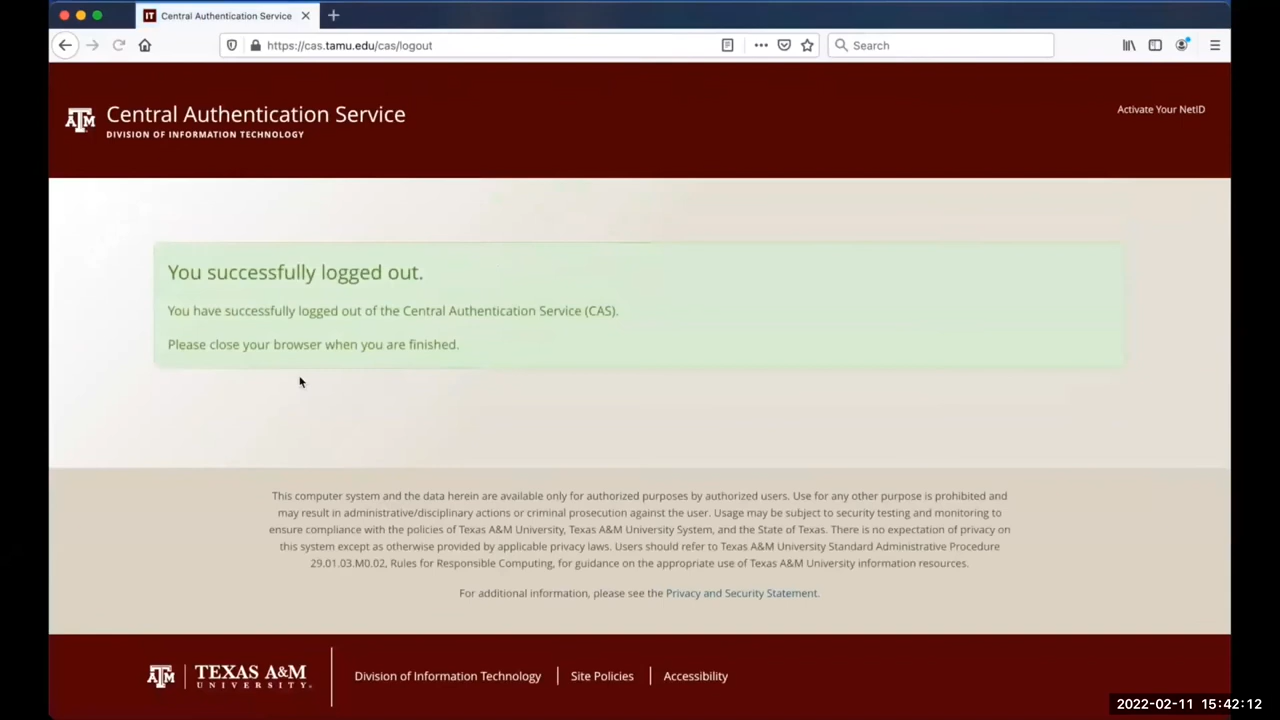 IT Central Authentication Service
https://cas.tamu.edu/cas/logout
Search
ATM Central Authentication Service
DIVISION OF INFORMATION TECHNOLOGY
Activate Your NetID
You successfully logged out.
You have successfully logged out of the Central Authentication Service (CAS).
Please close your browser when you are finished.
This computer system and the data herein are available only for authorized purposes by authorized users. Use for any other purpose is prohibited and
may result in administrative/disciplinary actions or criminal prosecution against the user. Usage may be subject to security testing and monitoring to
ensure compliance with the policies of Texas A&M University, Texas A&M University System, and the State of Texas. There is no expectation of privacy on
this system except as otherwise provided by applicable privacy laws. Users should refer to Texas A&M University Standard Administrative Procedure
29.01.03.M0.02, Rules for Responsible Computing, for guidance on the appropriate use of Texas A&M University information resources.
For additional information, please see the Privacy and Security Statement.
ATM TEXAS A&M
UNIVERSITY.
Division of Information Technology
Site Policies
Accessibility
2022-02-11 15:42:12